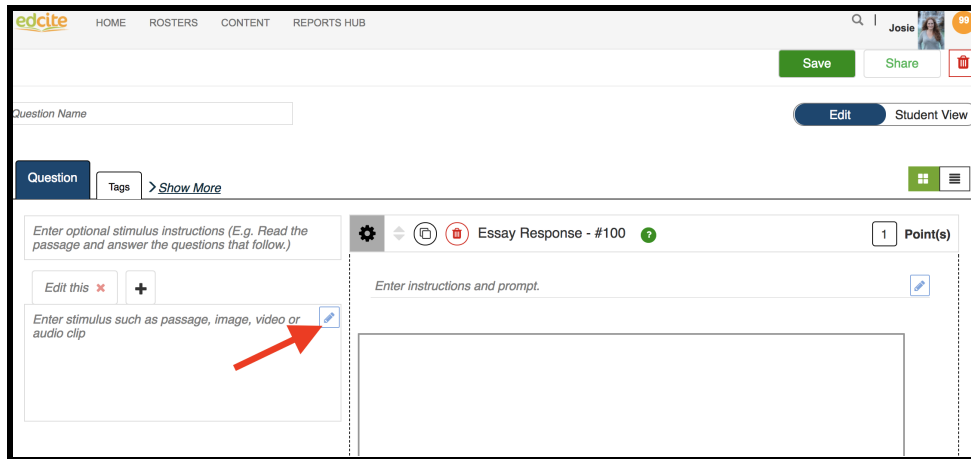 edcite HOME ROSTERS CONTENT REPORTS HUB Josie 99
Save Share
Question Name
Edit Student View
Question Tags Show More
Enter optional stimulus instructions (E.g. Read the
passage and answer the questions that follow.)
Essay Response - #100 ? 1 Point(s)
Edit this
Enter instructions and prompt.
Enter stimulus such as passage, image, video or
audio clip